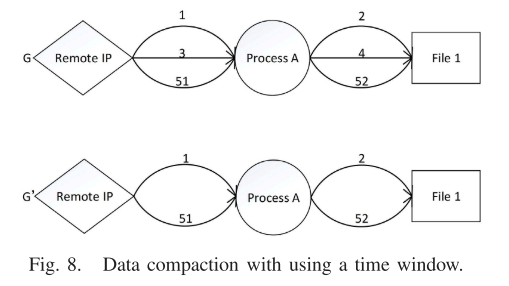 1 2
G Remote IP 3 Process A 4 File 1
51 52
1 2
G' Remote IP Process A File 1
51 52
Fig. 8. Data compaction with using a time window.